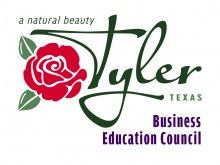 a natural beauty
Tyler
TEXAS
Business
Education Council